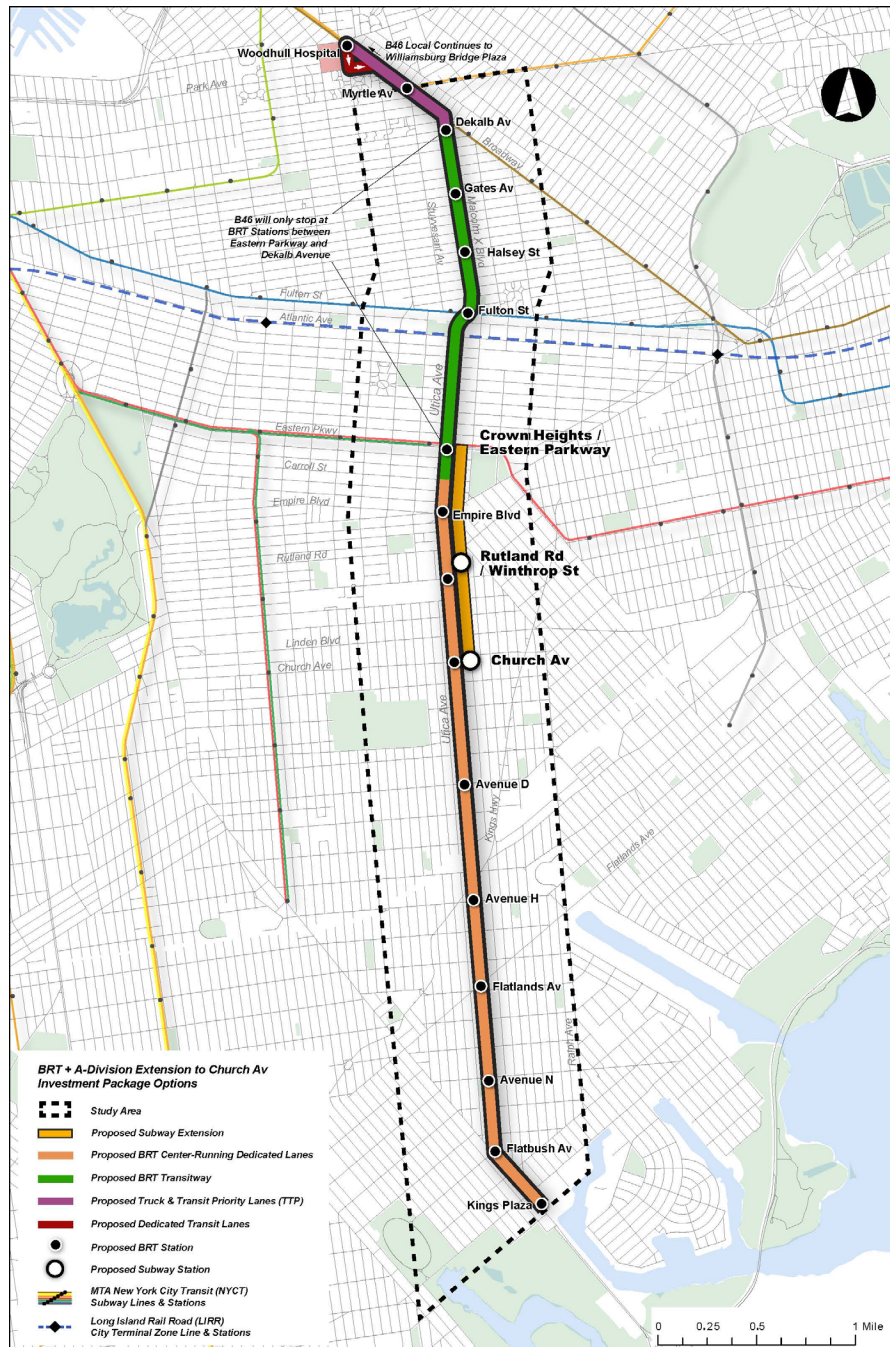 Woodhull Hospital
B46 Local Continues to
Williamsburg Bridge Plaza
Park Ave
Myrtle Av
Dekalb Av
Broadway
Gates Av
B46 will only stop at
BRT Stations between
Eastern Parkway and
Dekalb Avenue
Stuyvesant Av
Malcolm X Blvd
Halsey St
Fulton St
Fulton St
Atlantic Ave
Utica Ave
Eastern Pkwy
Crown Heights /
Eastern Parkway
Carroll St
Empire Blvd
Empire Blvd
Rutland Rd
Rutland Rd
/ Winthrop St
Linden Blvd
Church Ave
Church Av
Utica Ave
Avenue D
Kings Hwy
Flatlands Ave
Avenue H
Flatlands Av
Ralph Ave
Avenue N
Flatbush Av
Kings Plaza
BRT + A-Division Extension to Church Av
Investment Package Options
Study Area
Proposed Subway Extension
Proposed BRT Center-Running Dedicated Lanes
Proposed BRT Transitway
Proposed Truck & Transit Priority Lanes (TTP)
Proposed Dedicated Transit Lanes
Proposed BRT Station
Proposed Subway Station
MTA New York City Transit (NYCT)
Subway Lines & Stations
Long Island Rail Road (LIRR)
City Terminal Zone Line & Stations
0 0.25 0.5 1 Mile